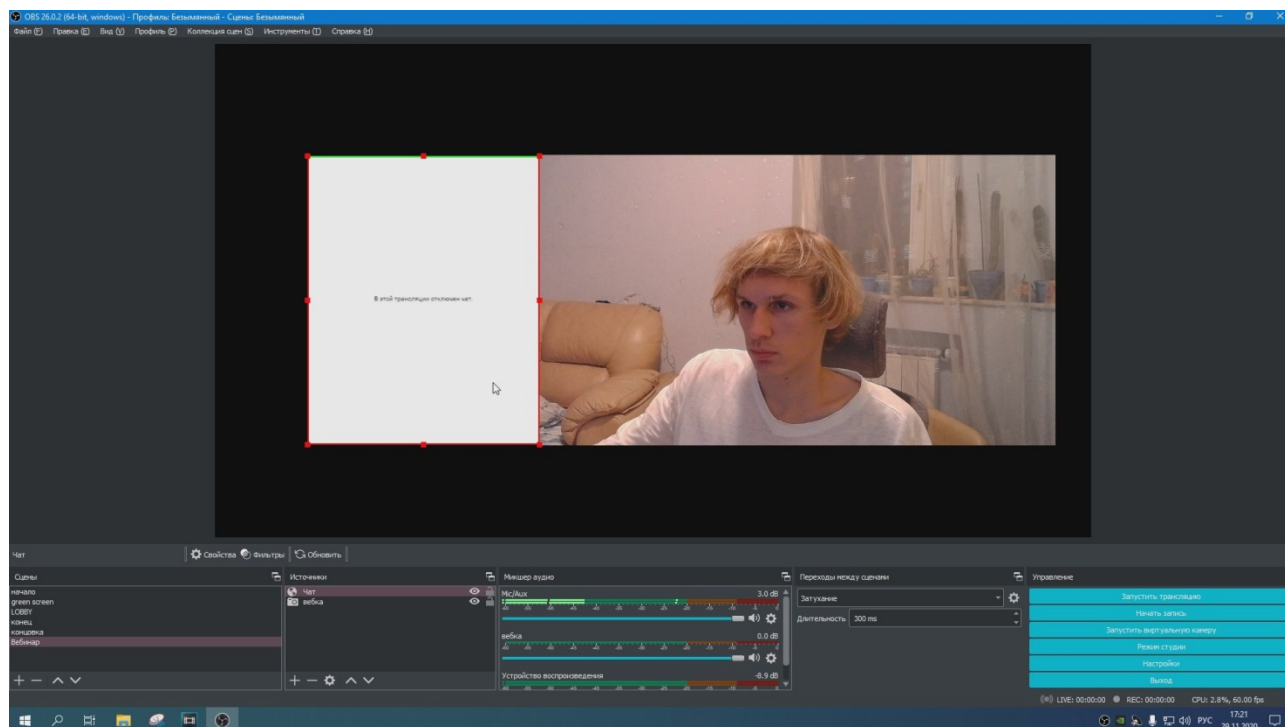 OBS 26.0.2 (64-bit, windows) - Профиль: Безымянный - Сцены: Безымянный
Файл (F) Правка (E) Вид (V) Профиль (P) Коллекция сцен (S) Инструменты (T) Справка (H)
В этой трансляции отключен чат.
Чат Свойства Фильтры Обновить
Сцены
начало
green screen
LOBBY
конец
концовка
Вебинар
Источники
Чат
вебка
Микшер аудио
Mic/Aux 3.0 dB
вебка 0.0 dB
Устройство воспроизведения -8.9 dB
Переходы между сценами
Затухание
Длительность 300 ms
Управление
Запустить трансляцию
Начать запись
Запустить виртуальную камеру
Режим студии
Настройки
Выход
LIVE: 00:00:00 REC: 00:00:00 CPU: 2.8%, 60.00 fps
РУС 17:21
29.11.2020